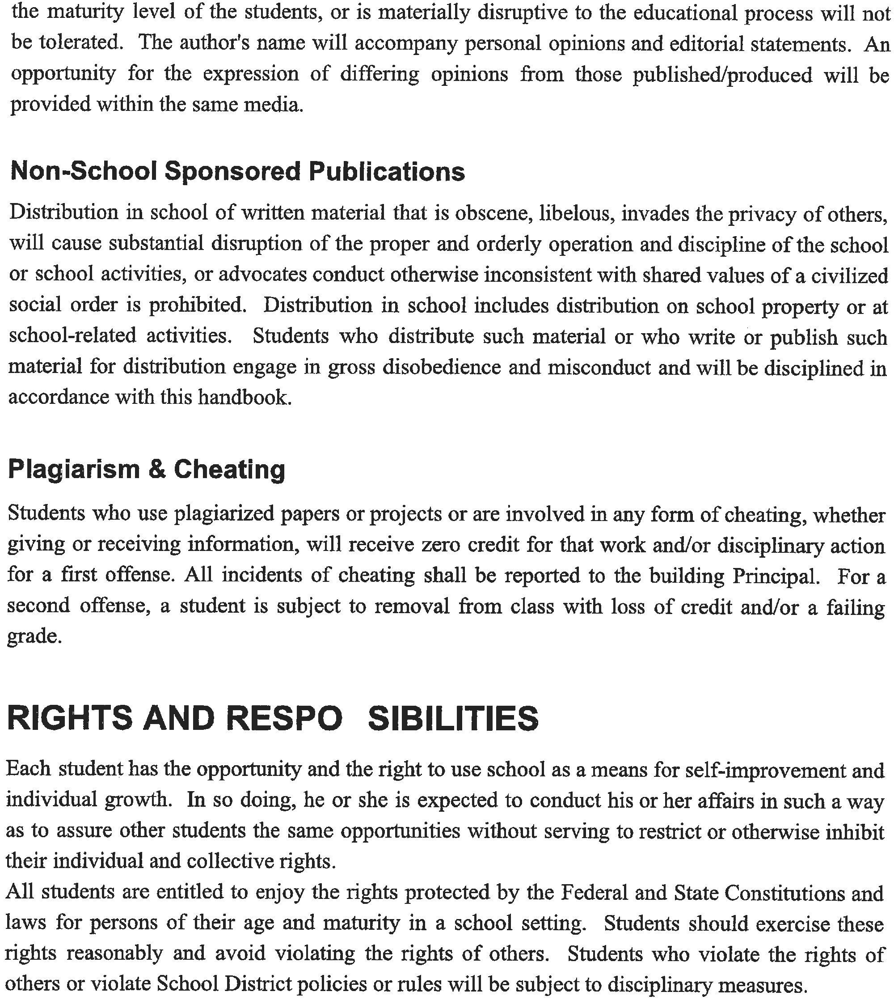 the maturity level of the students, or is materially disruptive to the educational process will not
be tolerated. The author's name will accompany personal opinions and editorial statements. An
opportunity for the expression of differing opinions from those published/produced will be
provided within the same media.
Non-School Sponsored Publications
Distribution in school of written material that is obscene, libelous, invades the privacy of others,
will cause substantial disruption of the proper and orderly operation and discipline of the school
or school activities, or advocates conduct otherwise inconsistent with shared values of a civilized
social order is prohibited. Distribution in school includes distribution on school property or at
school-related activities. Students who distribute such material or who write or publish such
material for distribution engage in gross disobedience and misconduct and will be disciplined in
accordance with this handbook.
Plagiarism & Cheating
Students who use plagiarized papers or projects or are involved in any form of cheating, whether
giving or receiving information, will receive zero credit for that work and/or disciplinary action
for a first offense. All incidents of cheating shall be reported to the building Principal. For a
second offense, a student is subject to removal from class with loss of credit and/or a failing
grade.
RIGHTS AND RESPO SIBILITIES
Each student has the opportunity and the right to use school as a means for self-improvement and
individual growth. In so doing, he or she is expected to conduct his or her affairs in such a way
as to assure other students the same opportunities without serving to restrict or otherwise inhibit
their individual and collective rights.
All students are entitled to enjoy the rights protected by the Federal and State Constitutions and
laws for persons of their age and maturity in a school setting. Students should exercise these
rights reasonably and avoid violating the rights of others. Students who violate the rights of
others or violate School District policies or rules will be subject to disciplinary measures.